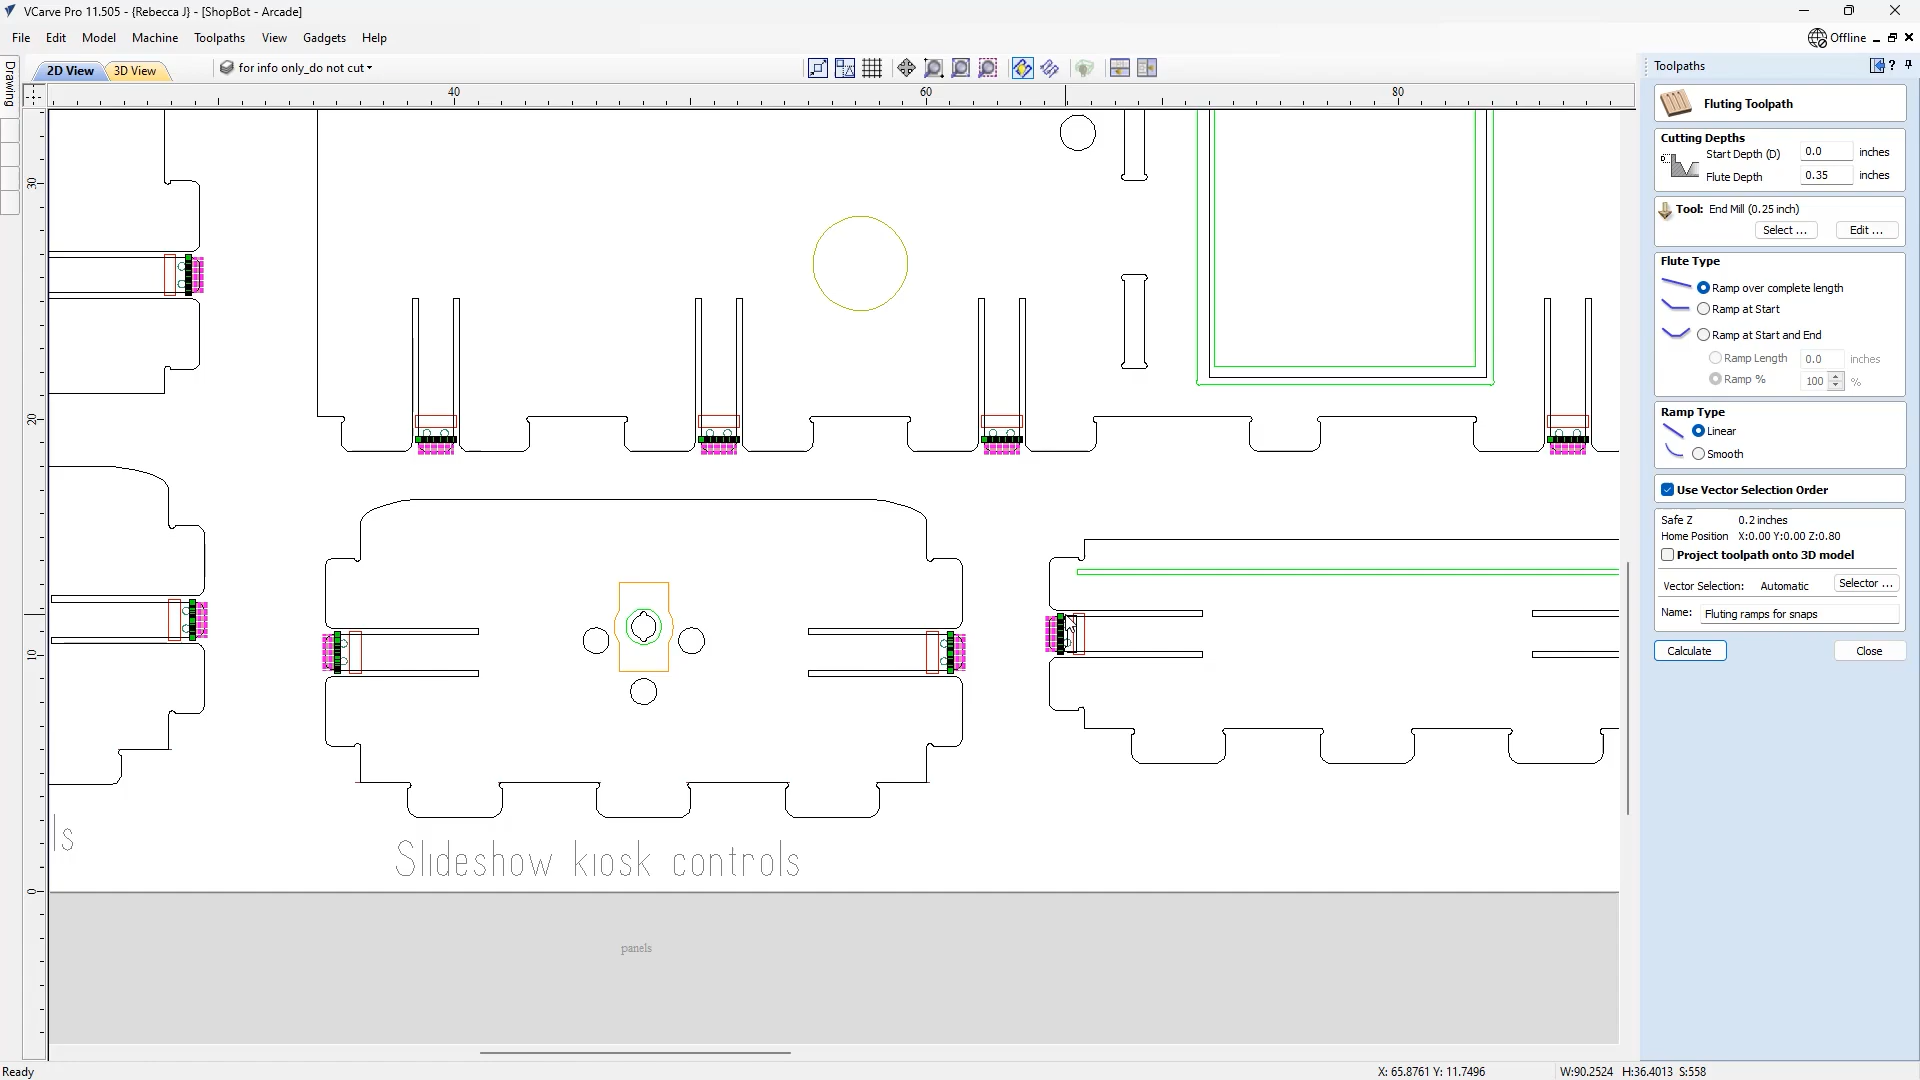 VCarve Pro 11.505 - {Rebecca J} - [ShopBot - Arcade]
File Edit Model Machine Toolpaths View Gadgets Help
Offline
Drawing
2D View 3D View for info only_do not cut
40 60 80
30
20
10
0
ls
Slideshow kiosk controls
panels
Toolpaths
Fluting Toolpath
Cutting Depths
Start Depth (D) 0.0 inches
Flute Depth 0.35 inches
Tool: End Mill (0.25 inch)
Select ... Edit ...
Flute Type
Ramp over complete length
Ramp at Start
Ramp at Start and End
Ramp Length 0.0 inches
Ramp % 100 %
Ramp Type
Linear
Smooth
Use Vector Selection Order
Safe Z 0.2 inches
Home Position X:0.00 Y:0.00 Z:0.80
Project toolpath onto 3D model
Vector Selection: Automatic Selector ...
Name: Fluting ramps for snaps
Calculate Close
Ready X: 65.8761 Y: 11.7496 W:90.2524 H:36.4013 S:558